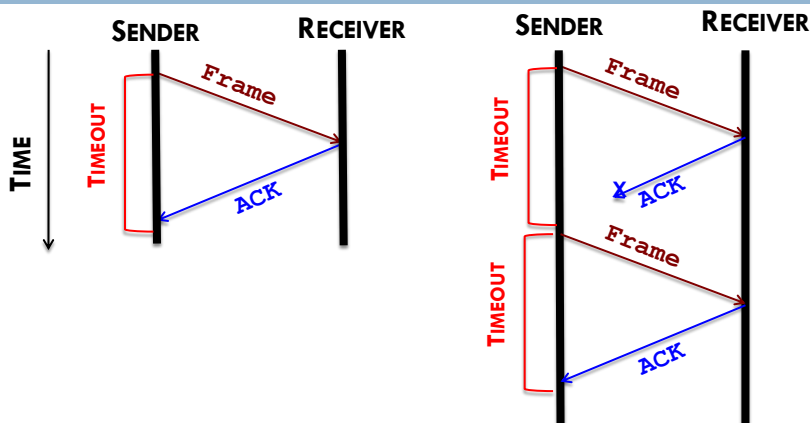 SENDER
RECEIVER
TIME
TIMEOUT
Frame
ACK
SENDER
RECEIVER
TIMEOUT
Frame
X
ACK
TIMEOUT
Frame
ACK